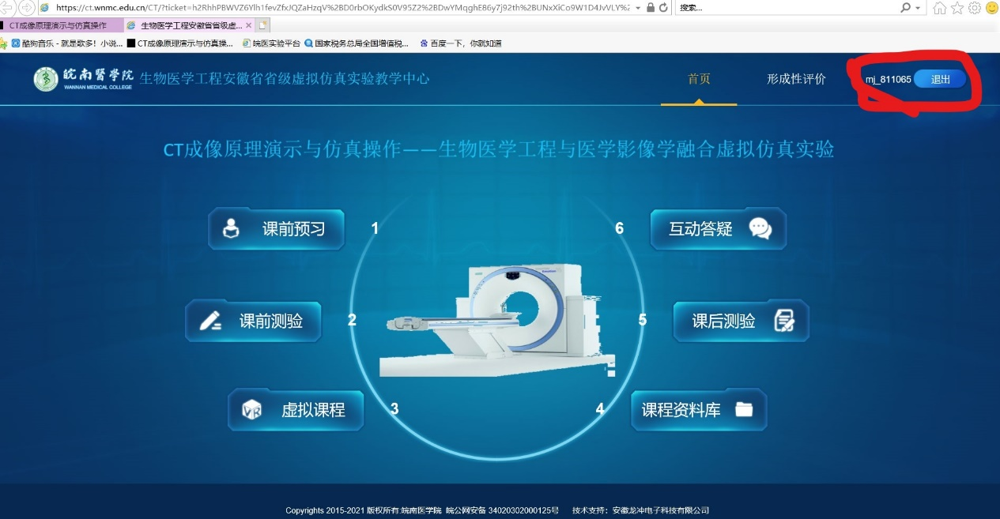 https://ct.wnmc.edu.cn/CT/?ticket=h2RhhPBWVZ6Ylh1fevZfxJQZaHzqV%2BD0rbOKydkS0V95Z2%2BDwYMqghE86y7j92th%2BUNxXiCo9W1D4JvVLY%2
搜索...
CT成像原理演示与仿真操作
生物医学工程安徽省省级虚...
酷狗音乐 - 就是歌多！小说...
CT成像原理演示与仿真操...
皖医实验平台
国家税务总局全国增值税...
百度一下，你就知道
皖南醫学院
WANNAN MEDICAL COLLEGE
生物医学工程安徽省省级虚拟仿真实验教学中心
首页
形成性评价
mj_811065
退出
CT成像原理演示与仿真操作——生物医学工程与医学影像学融合虚拟仿真实验
课前预习
1
6
互动答疑
课前测验
2
5
课后测验
VR
虚拟课程
3
4
课程资料库
Copyrights 2015-2021 版权所有:皖南医学院 皖公网安备 34020302000125号 技术支持：安徽龙冲电子科技有限公司